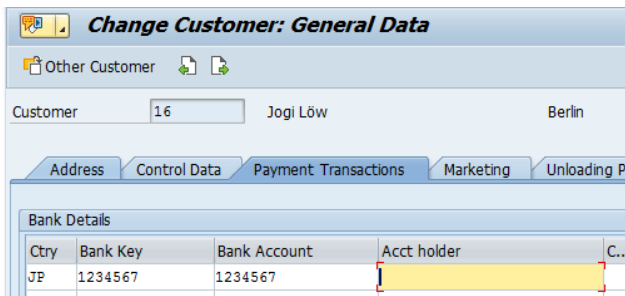 Change Customer: General Data
Other Customer
Customer 16 Jogi Löw Berlin
Address Control Data Payment Transactions Marketing Unloading P
Bank Details
Ctry Bank Key Bank Account Acct holder C..
JP 1234567 1234567